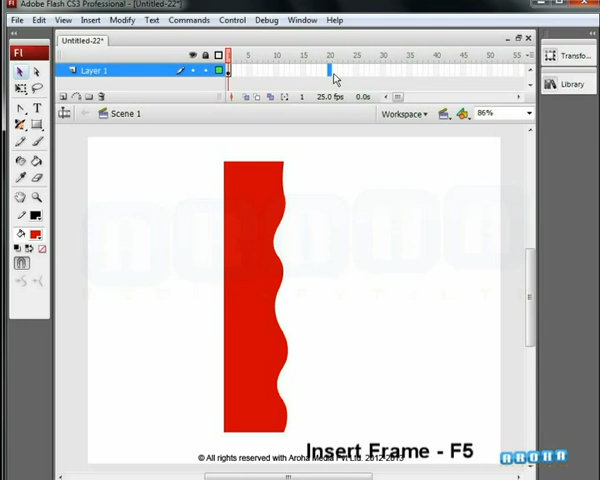 Adobe Flash CS3 Professional - [Untitled-22*]
File Edit View Insert Modify Text Commands Control Debug Window Help
Untitled-22*
5 10 15 20 25 30 35 40 45 50 55
Layer 1
1 25.0 fps 0.0s
Scene 1 Workspace 86%
Transfo...
Library
Insert Frame - F5
© All rights reserved with Aroha Media Pvt Ltd. 2012-2013
AROHA